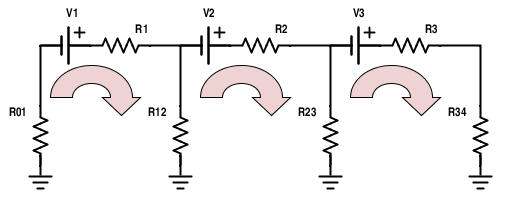 V1 V2 V3
+ R1 + R2 + R3
R01 R12 R23 R34